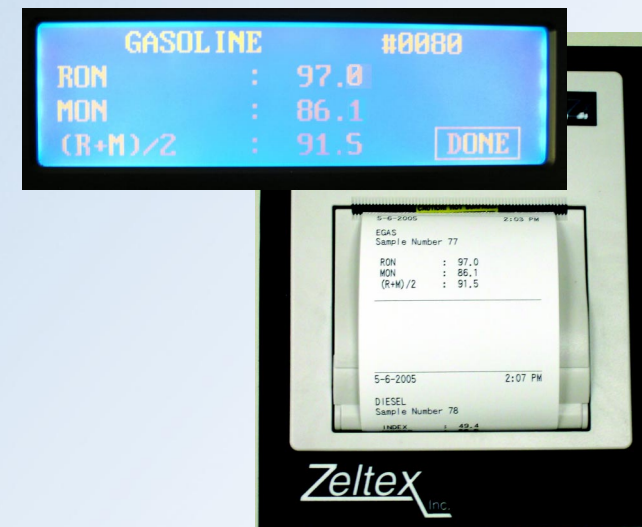 GASOLINE #0080
RON : 97.0
MON : 86.1
(R+M)/2 : 91.5 DONE
5-6-2005 2:03 PM
EGAS
Sample Number 77
RON : 97.0
MON : 86.1
(R+M)/2 : 91.5
5-6-2005 2:07 PM
DIESEL
Sample Number 78
INDEX : 49.4
Zeltex Inc.